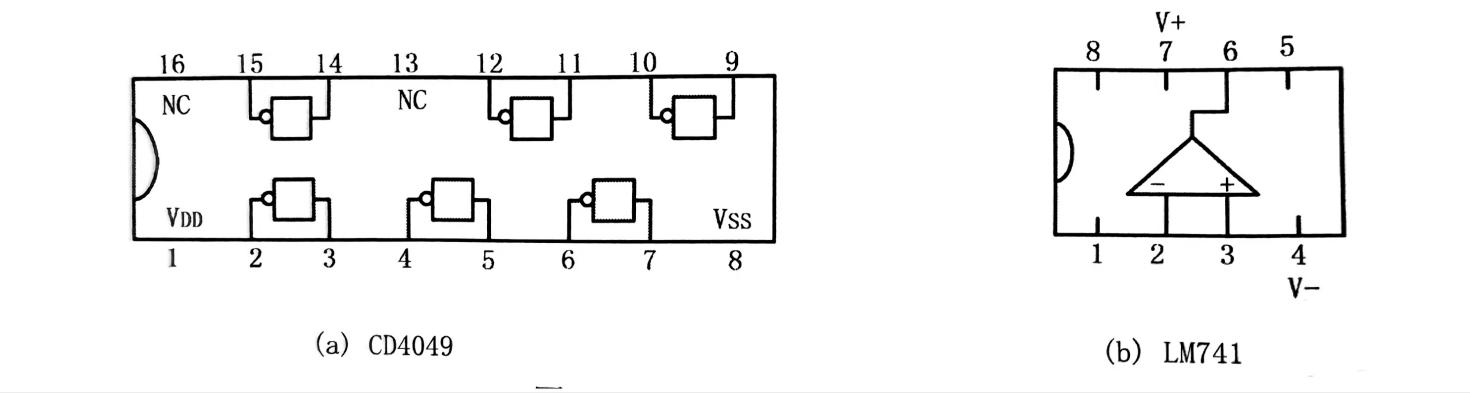 16 15 14 13 12 11 10 9
NC NC
VDD VSS
1 2 3 4 5 6 7 8
(a) CD4049
V+
8 7 6 5
− +
1 2 3 4
V−
(b) LM741